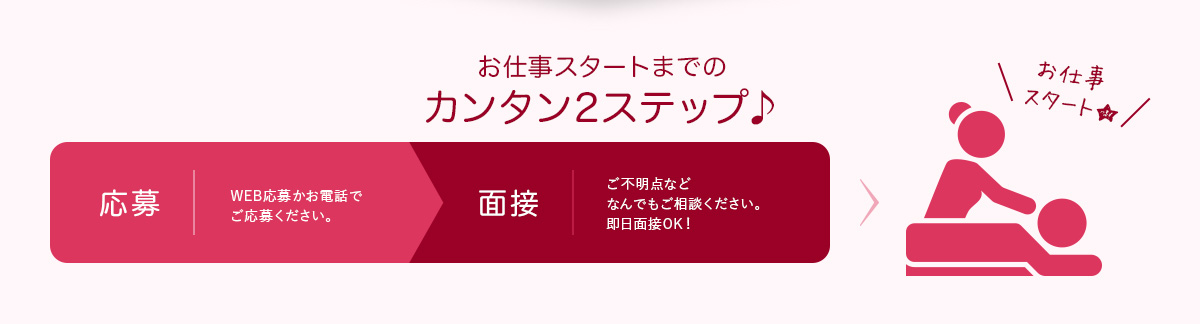 お仕事スタートまでの
カンタン2ステップ♪
応募
WEB応募かお電話で
ご応募ください。
面接
ご不明点など
なんでもご相談ください。
即日面接OK！
お仕事
スタート★